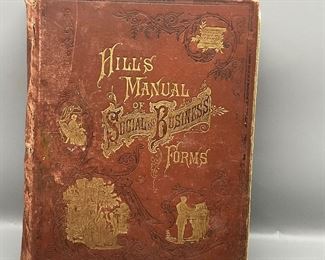 HILL'S
MANUAL
OF
SOCIAL AND BUSINESS
FORMS